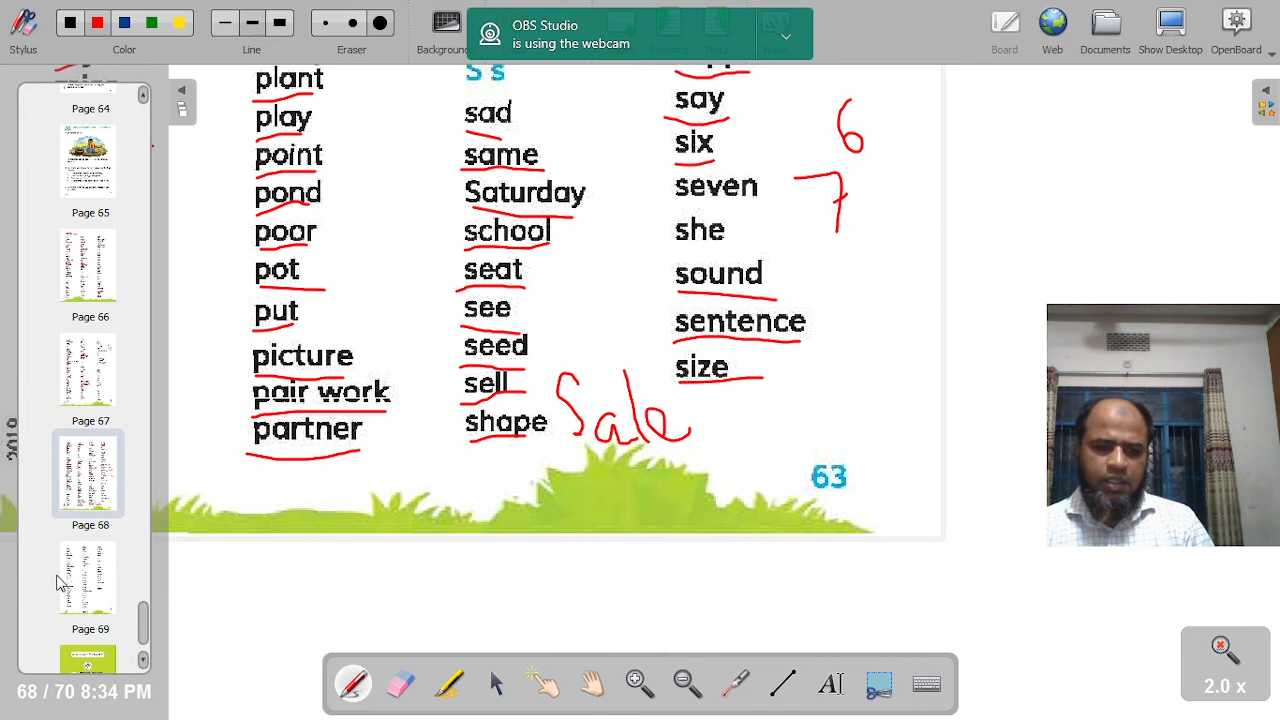 OBS Studio
is using the webcam
Stylus
Color
Line
Eraser
Board
Web
Documents
Show Desktop
OpenBoard
Page 64
Page 65
Page 66
Page 67
Page 68
Page 69
68 / 70 8:34 PM
2019
plant
play
point
pond
poor
pot
put
picture
pair work
partner
S s
sad
same
Saturday
school
seat
see
seed
sell
shape
Sale
say
six
seven
she
sound
sentence
size
6
7
63
2.0 x